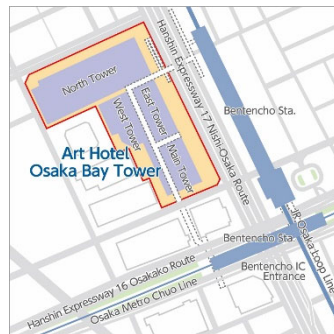 Hanshin Expressway 17 Nishi-Osaka Route
North Tower
East Tower
West Tower
Main Tower
Bentencho Sta.
Art Hotel
Osaka Bay Tower
JR Osaka Loop Line
Bentencho Sta.
Bentencho IC
Entrance
Hanshin Expressway 16 Osakako Route
Osaka Metro Chuo Line